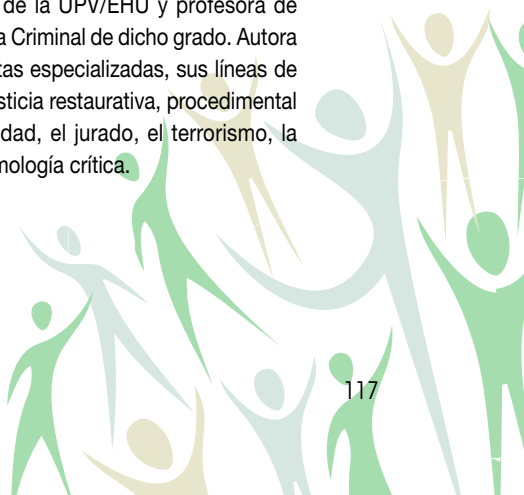 de la UPV/EHU y profesora de
a Criminal de dicho grado. Autora
tas especializadas, sus líneas de
sticia restaurativa, procedimental
dad, el jurado, el terrorismo, la
mología crítica.
117